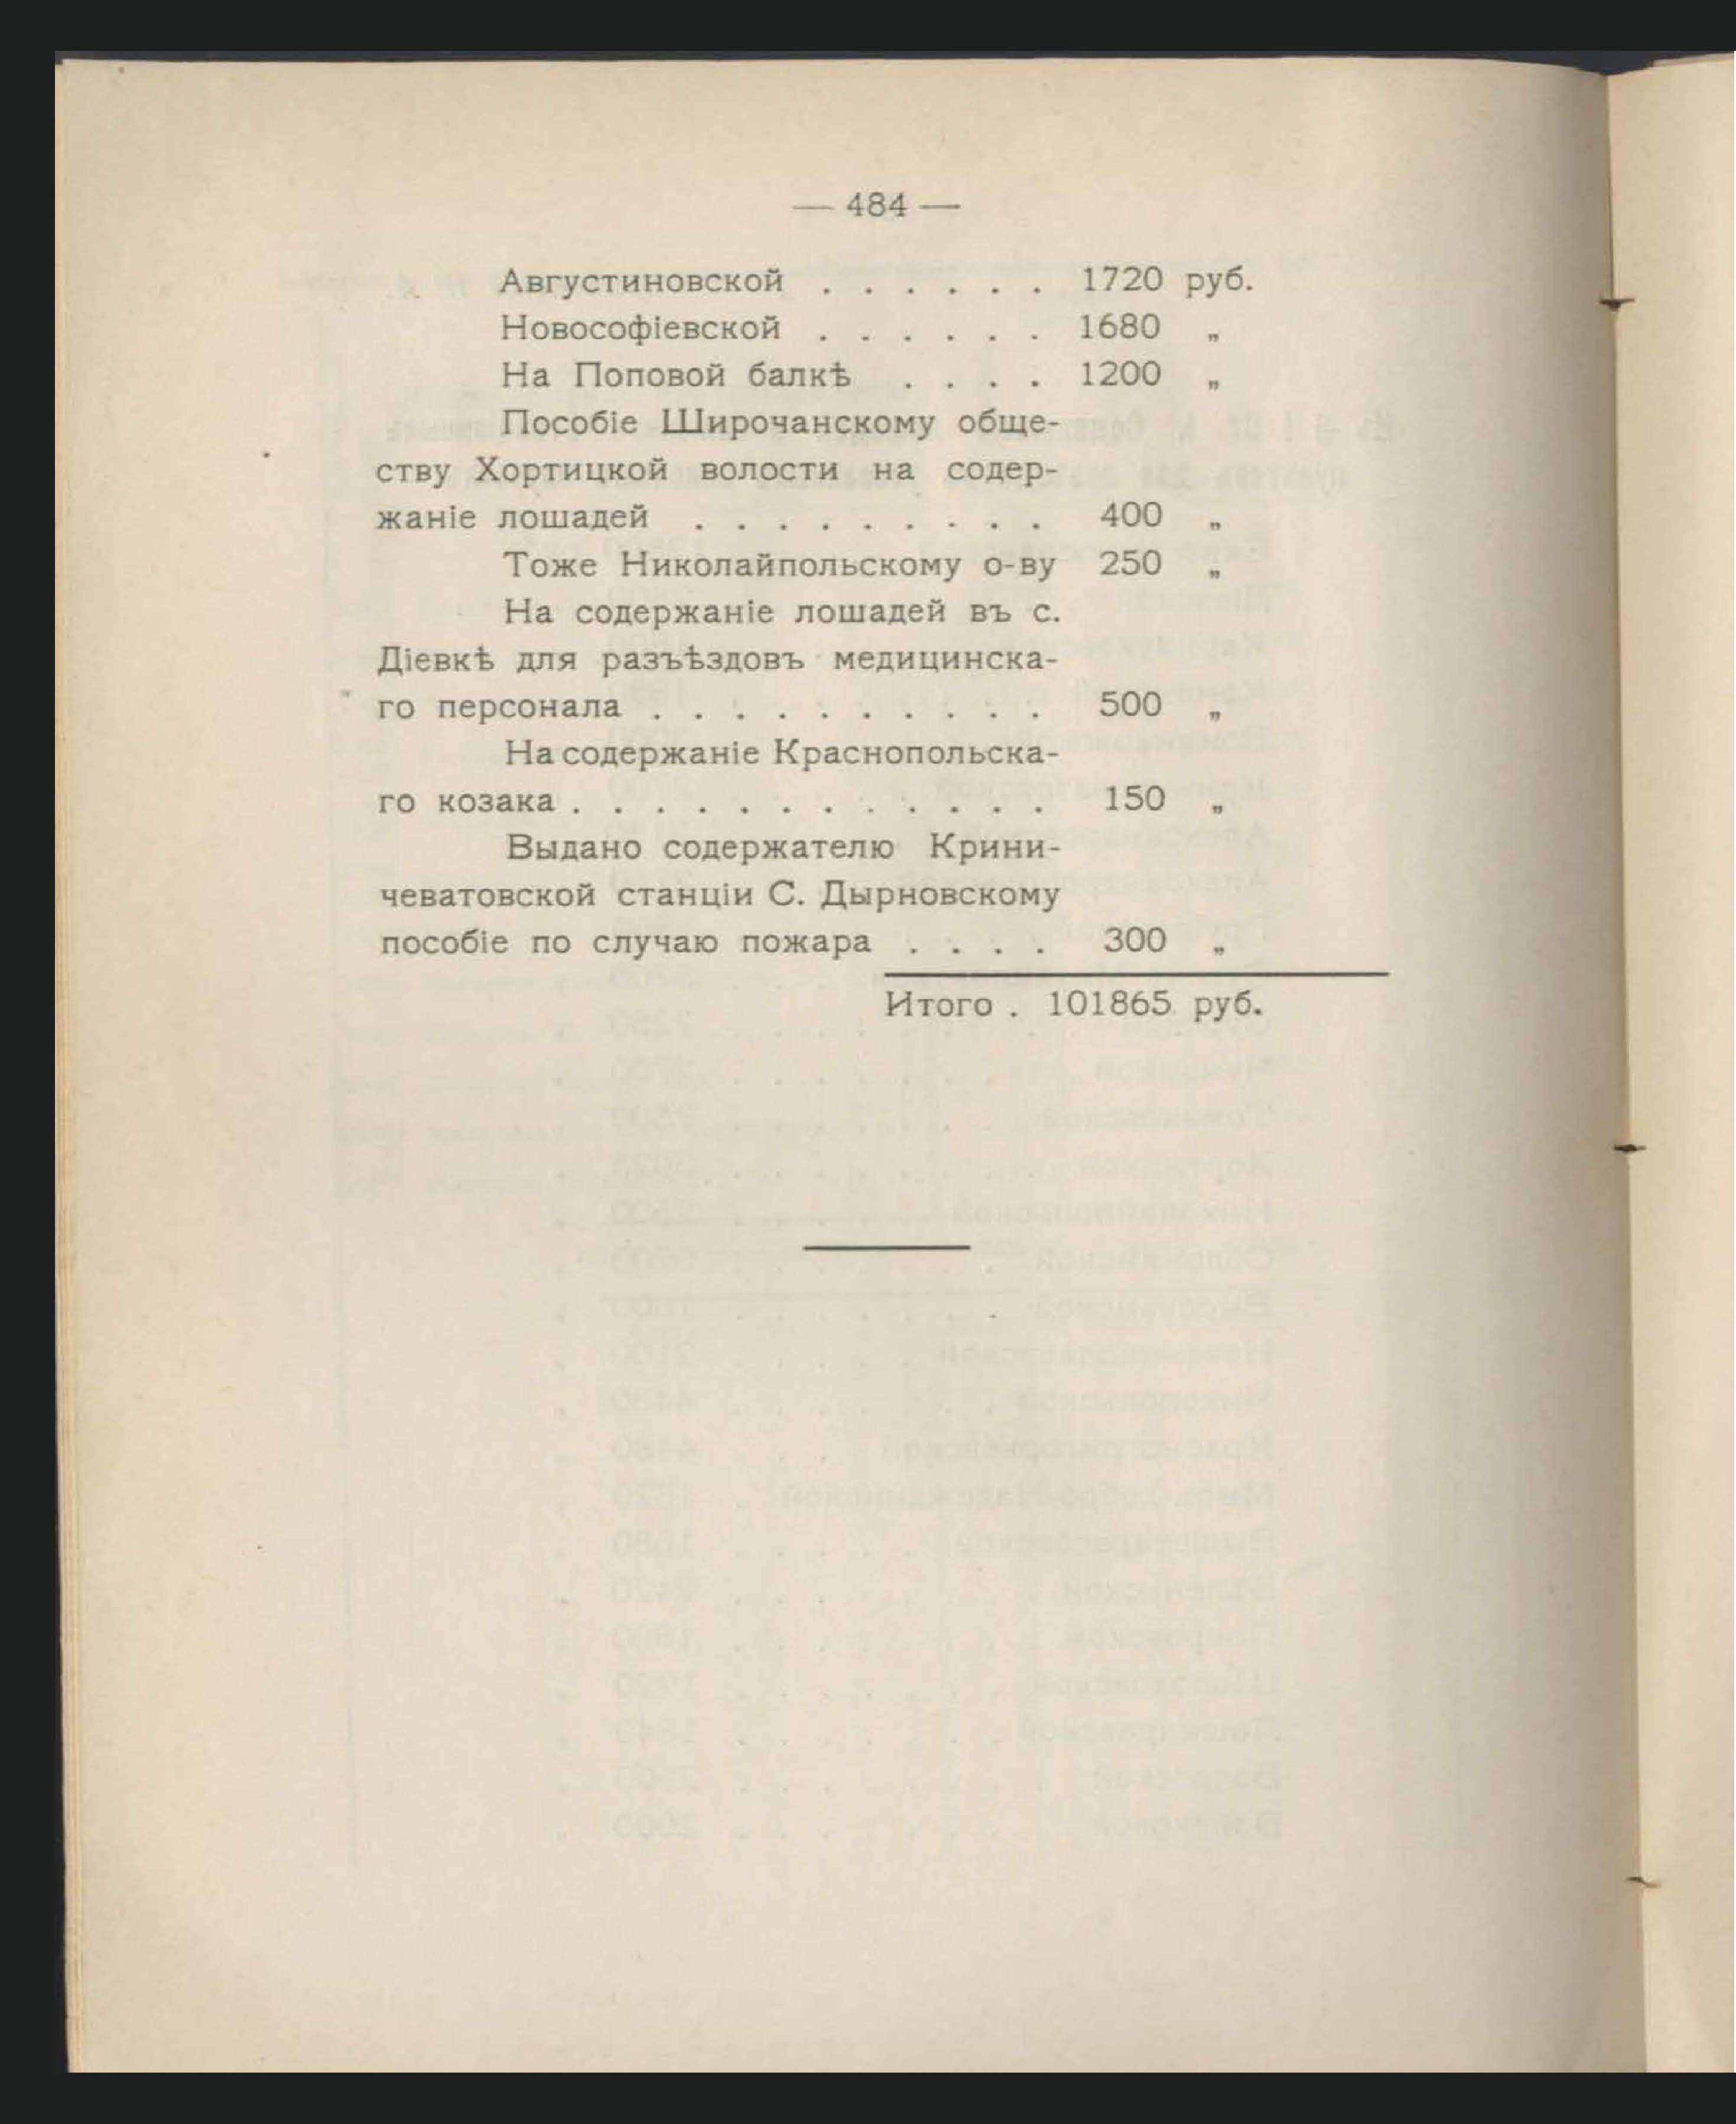 — 484 —
Августиновской . . . . . . 1720 руб.
Новософіевской . . . . . . 1680 „
На Поповой балкѣ . . . . 1200 „
Пособіе Широчанскому обще-
ству Хортицкой волости на содер-
жаніе лошадей . . . . . . . . . 400 „
Тоже Николайпольскому о-ву 250 „
На содержаніе лошадей въ с.
Діевкѣ для разъѣздовъ медицинска-
го персонала . . . . . . . . . . 500 „
На содержаніе Краснопольска-
го козака . . . . . . . . . . . . 150 „
Выдано содержателю Крини-
чеватовской станціи С. Дырновскому
пособіе по случаю пожара . . . . 300 „
Итого . 101865 руб.